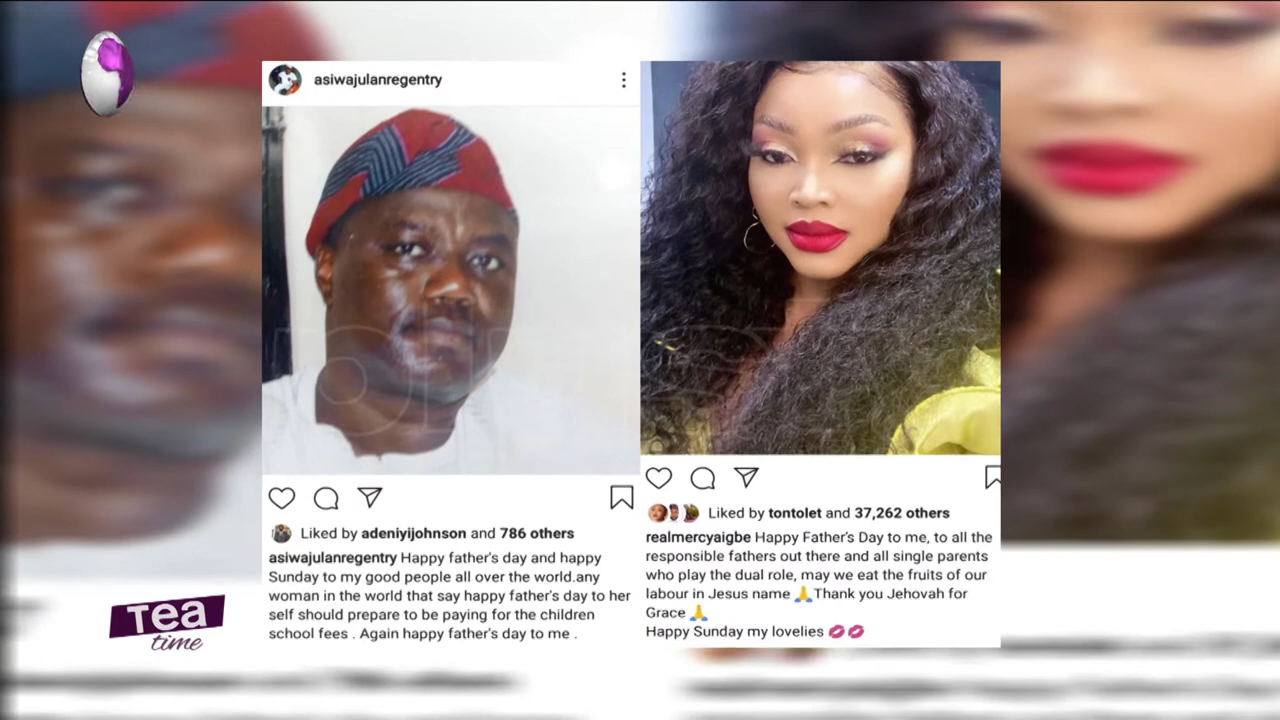 asiwajulanregentry
Liked by adeniyijohnson and 786 others
asiwajulanregentry Happy father's day and happy
Sunday to my good people all over the world.any
woman in the world that say happy father's day to her
self should prepare to be paying for the children
school fees . Again happy father's day to me .
Liked by tontolet and 37,262 others
realmercyaigbe Happy Father's Day to me, to all the
responsible fathers out there and all single parents
who play the dual role, may we eat the fruits of our
labour in Jesus name 🙏Thank you Jehovah for
Grace 🙏
Happy Sunday my lovelies 💋💋
Tea
time